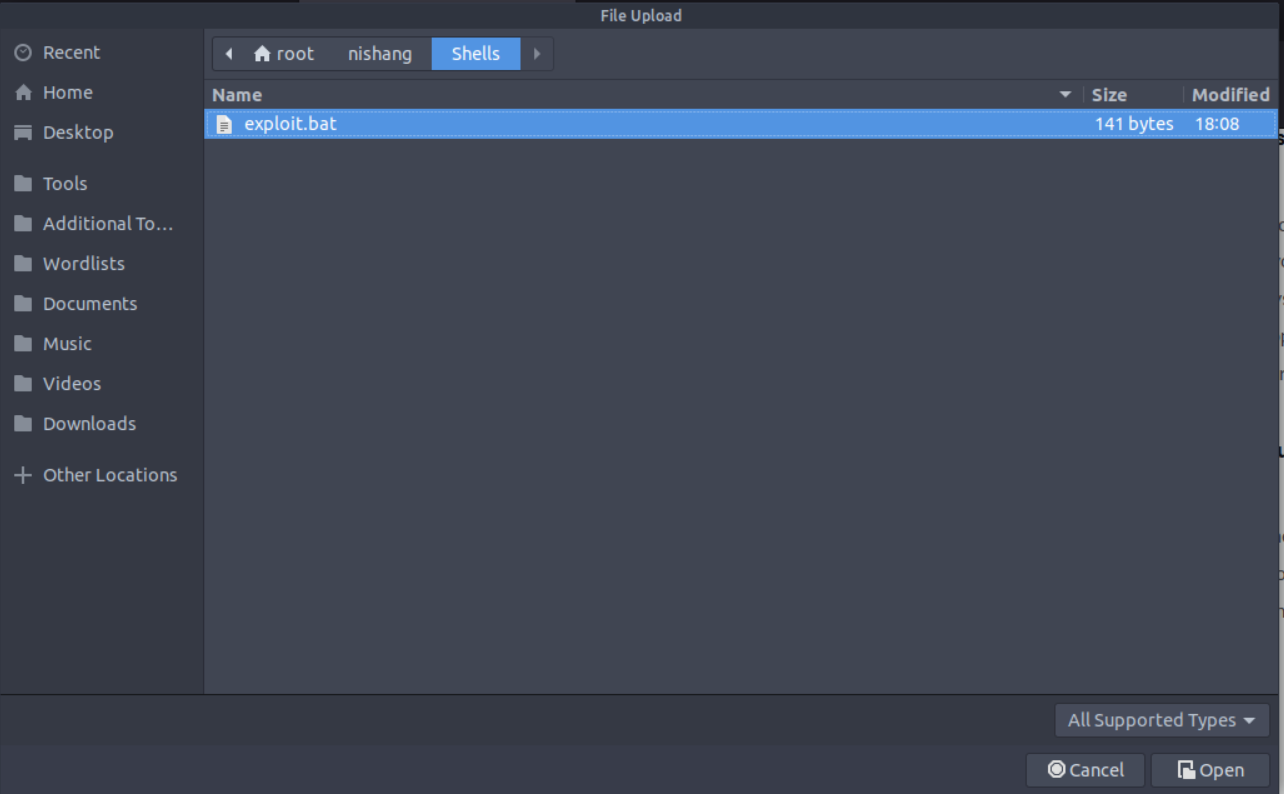 File Upload
Recent
Home
Desktop
Tools
Additional To...
Wordlists
Documents
Music
Videos
Downloads
Other Locations
root nishang Shells
Name Size Modified
exploit.bat 141 bytes 18:08
All Supported Types
Cancel Open